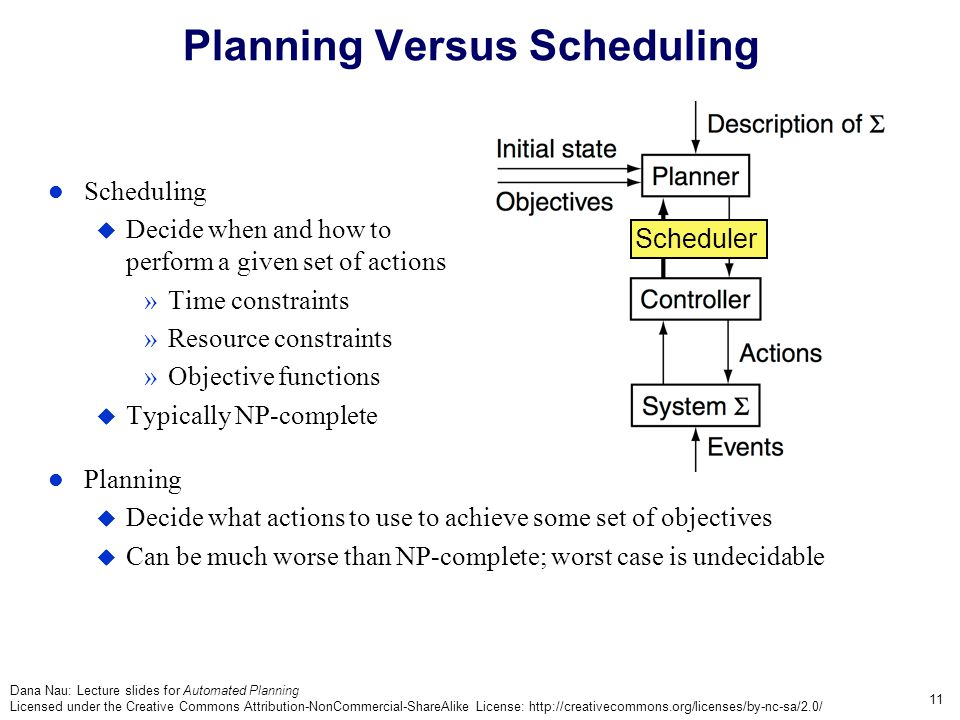 Planning Versus Scheduling
Description of Σ
Initial state
Objectives
Planner
Scheduler
Controller
Actions
System Σ
Events
● Scheduling
◆ Decide when and how to
perform a given set of actions
» Time constraints
» Resource constraints
» Objective functions
◆ Typically NP-complete
● Planning
◆ Decide what actions to use to achieve some set of objectives
◆ Can be much worse than NP-complete; worst case is undecidable
Dana Nau: Lecture slides for Automated Planning
Licensed under the Creative Commons Attribution-NonCommercial-ShareAlike License: http://creativecommons.org/licenses/by-nc-sa/2.0/
11